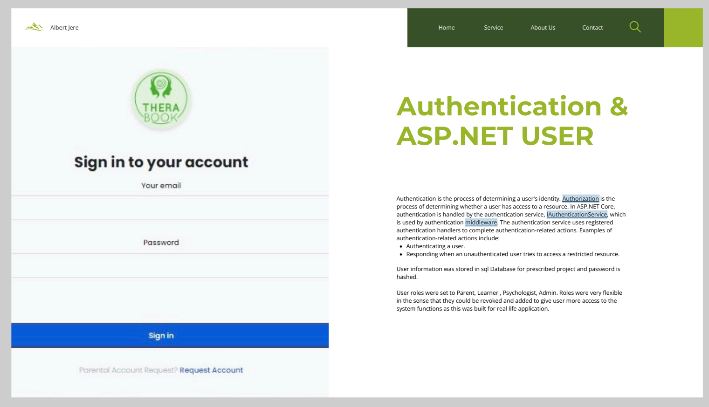 Albert Jere
Home Service About Us Contact
THERA
BOOK
Sign in to your account
Your email
Password
Sign in
Parental Account Request? Request Account
Authentication &
ASP.NET USER
Authentication is the process of determining a user's identity. Authorization is the
process of determining whether a user has access to a resource. In ASP.NET Core,
authentication is handled by the authentication service, IAuthenticationService, which
is used by authentication middleware. The authentication service uses registered
authentication handlers to complete authentication-related actions. Examples of
authentication-related actions include:
• Authenticating a user.
• Responding when an unauthenticated user tries to access a restricted resource.
User information was stored in sql Database for prescribed project and password is
hashed.
User roles were set to Parent, Learner , Psychologist, Admin. Roles were very flexible
in the sense that they could be revoked and added to give user more access to the
system functions as this was built for real life application.